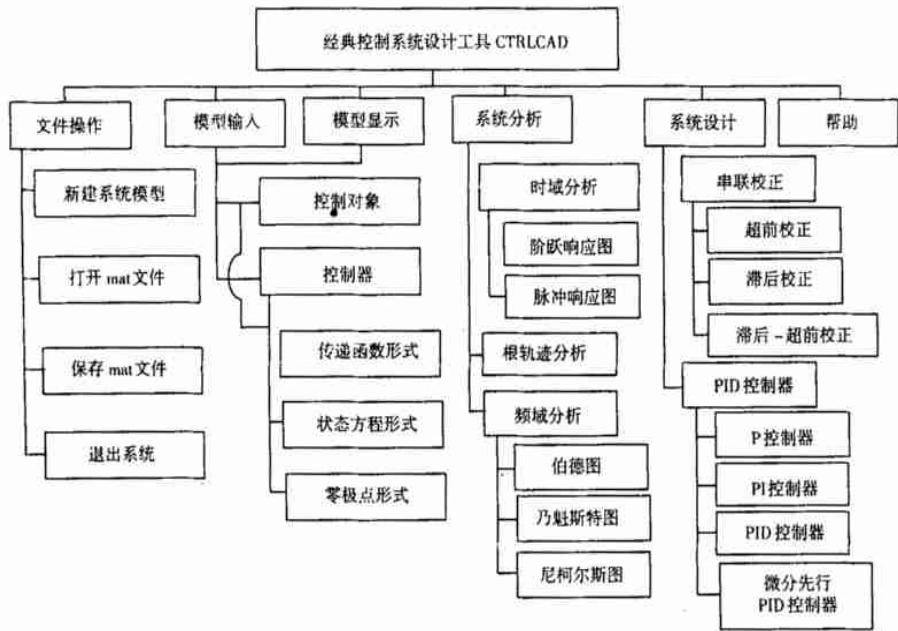 经典控制系统设计工具 CTRLCAD
文件操作
模型输入
模型显示
系统分析
系统设计
帮助
新建系统模型
打开 mat 文件
保存 mat 文件
退出系统
控制对象
控制器
传递函数形式
状态方程形式
零极点形式
时域分析
阶跃响应图
脉冲响应图
根轨迹分析
频域分析
伯德图
乃魁斯特图
尼柯尔斯图
串联校正
超前校正
滞后校正
滞后-超前校正
PID 控制器
P 控制器
PI 控制器
PID 控制器
微分先行
PID 控制器